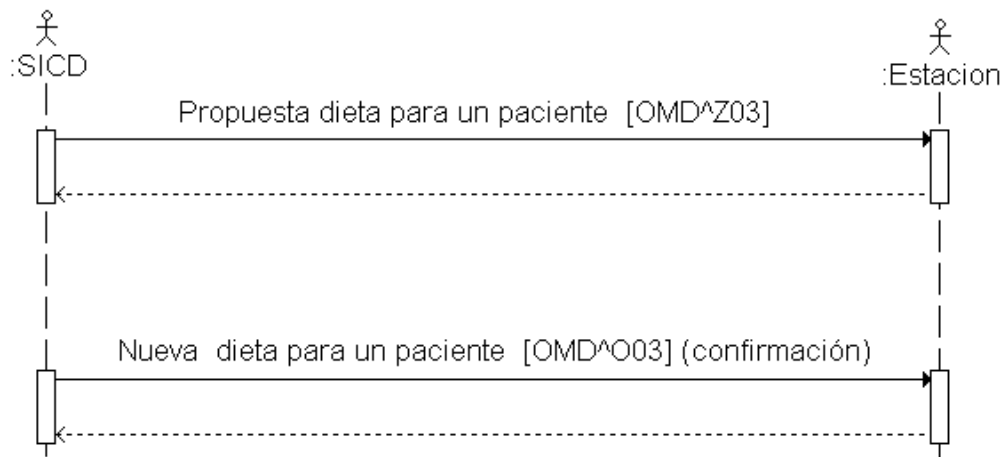 :SICD
:Estacion
Propuesta dieta para un paciente [OMD^Z03]
Nueva dieta para un paciente [OMD^O03] (confirmación)